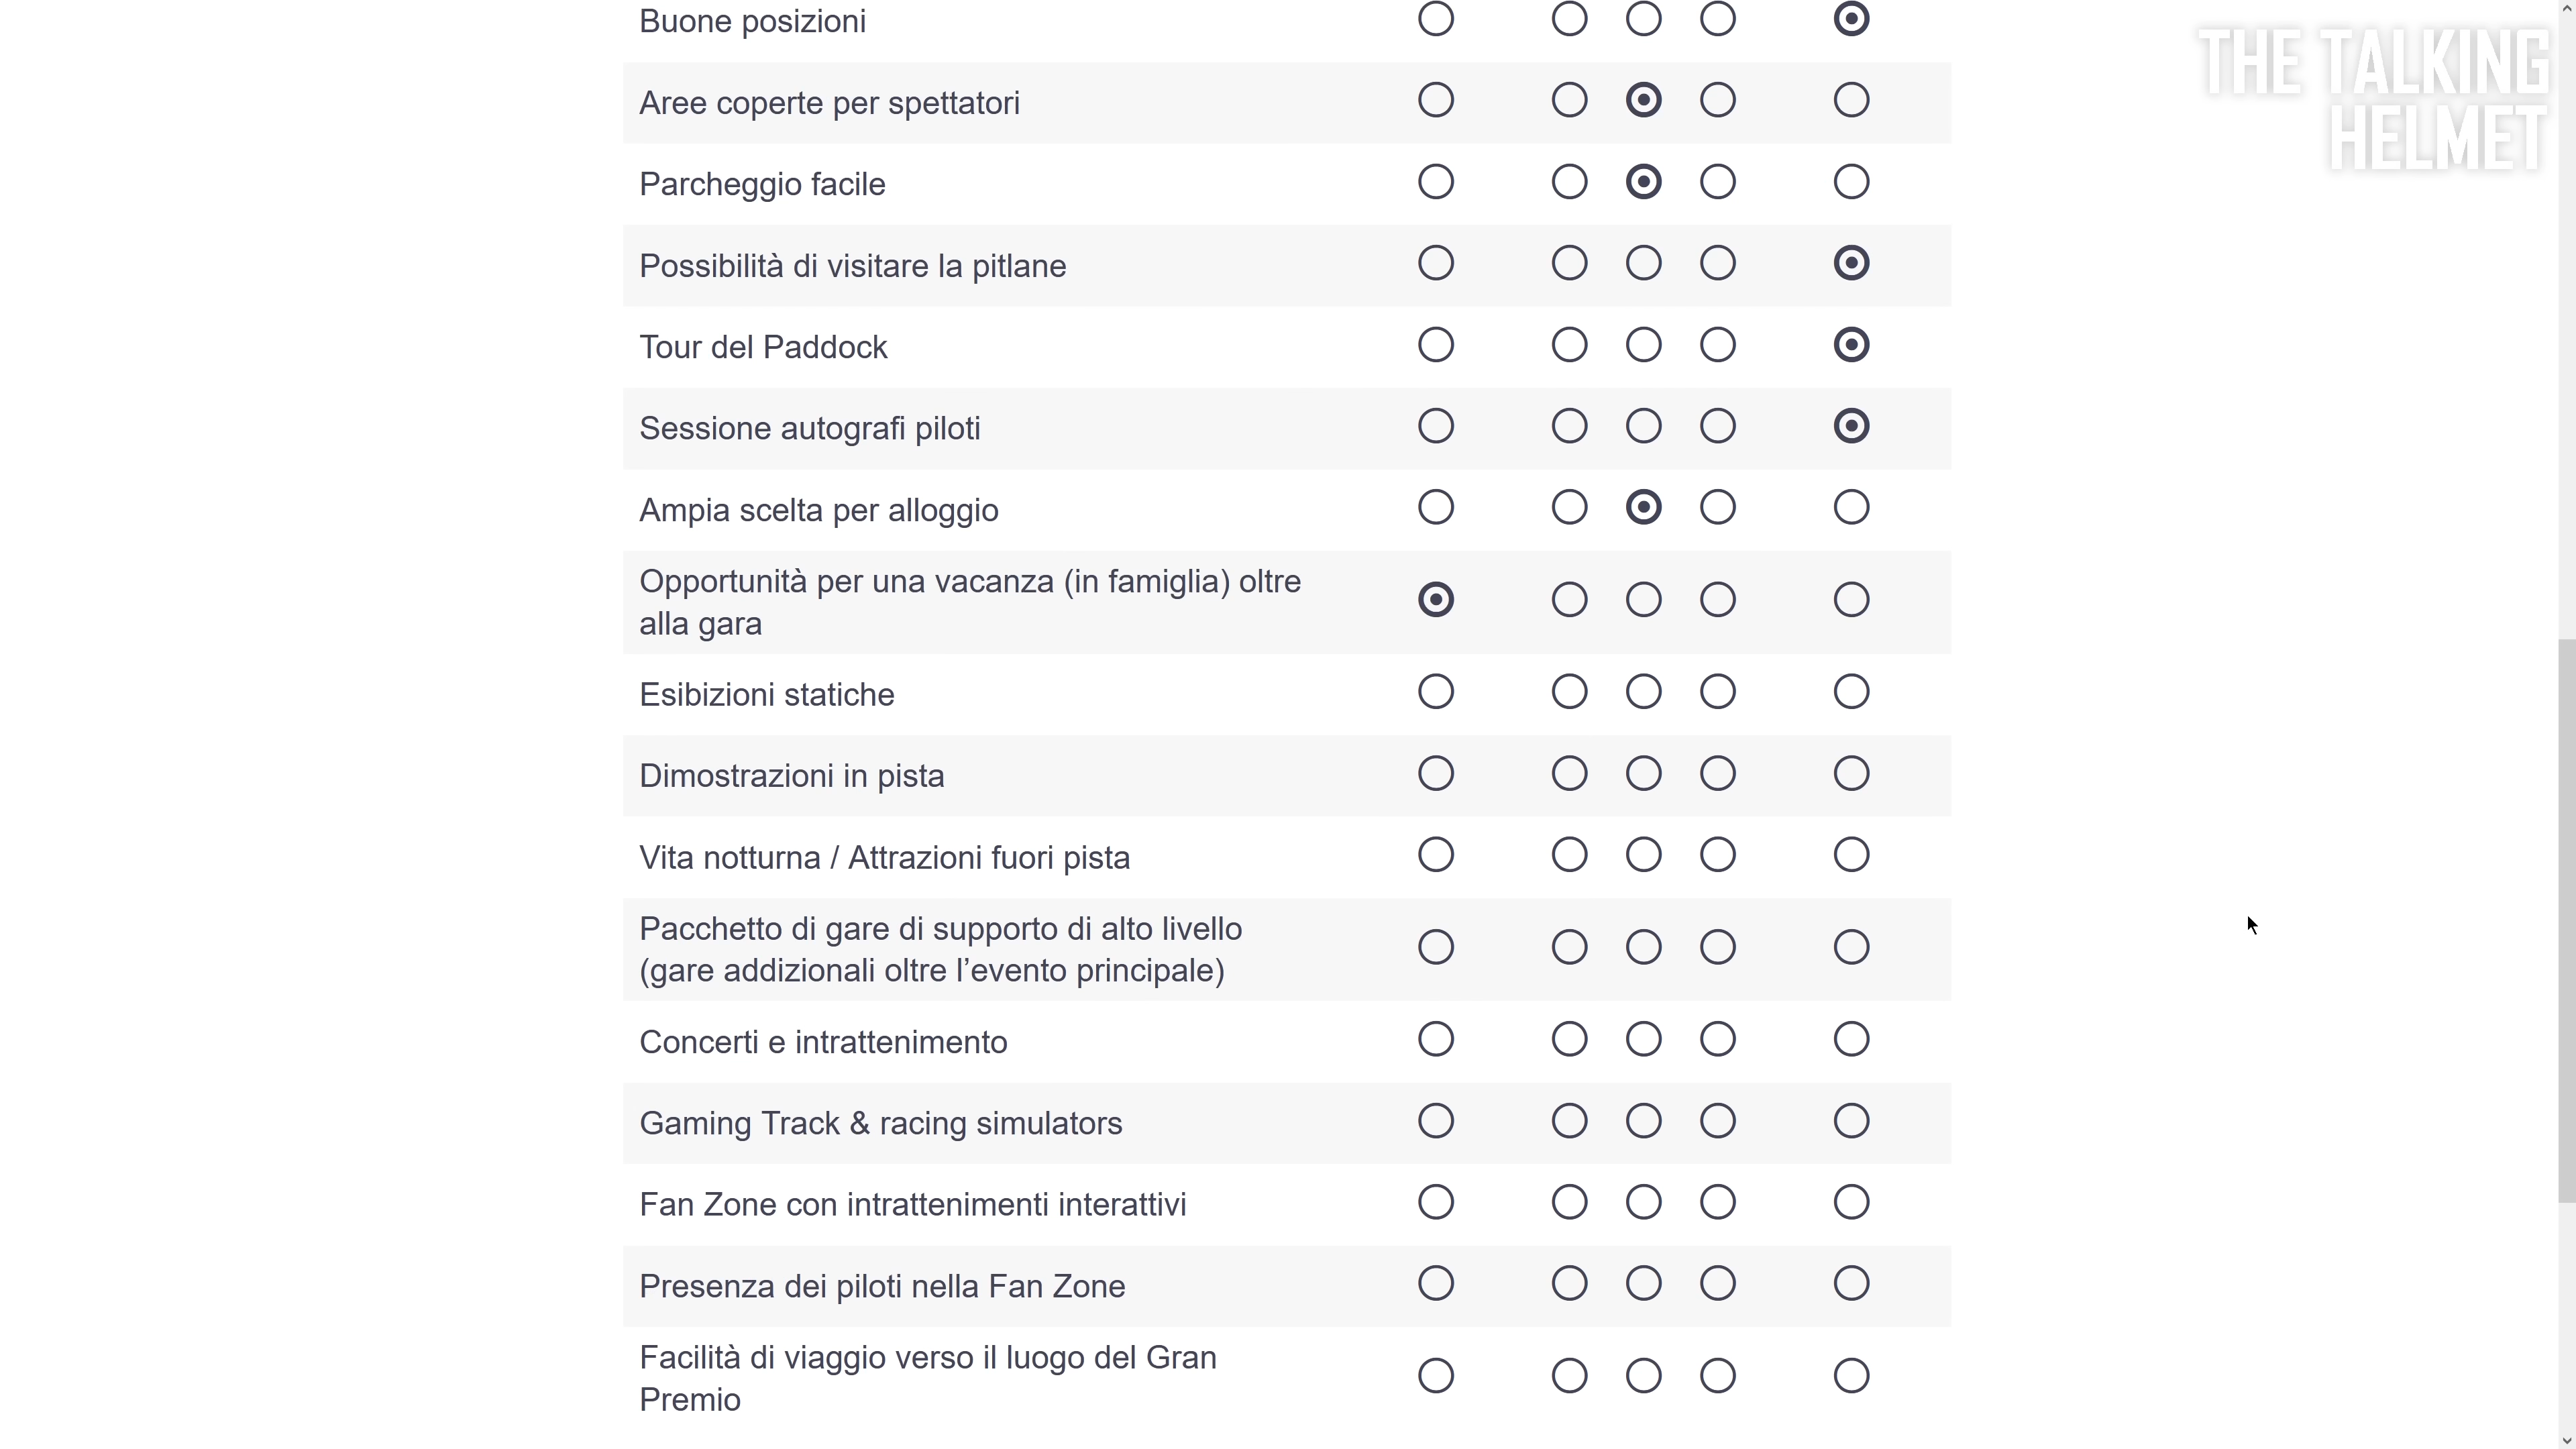 Buone posizioni
THE TALKING
HELMET
Aree coperte per spettatori
Parcheggio facile
Possibilità di visitare la pitlane
Tour del Paddock
Sessione autografi piloti
Ampia scelta per alloggio
Opportunità per una vacanza (in famiglia) oltre
alla gara
Esibizioni statiche
Dimostrazioni in pista
Vita notturna / Attrazioni fuori pista
Pacchetto di gare di supporto di alto livello
(gare addizionali oltre l’evento principale)
Concerti e intrattenimento
Gaming Track & racing simulators
Fan Zone con intrattenimenti interattivi
Presenza dei piloti nella Fan Zone
Facilità di viaggio verso il luogo del Gran
Premio